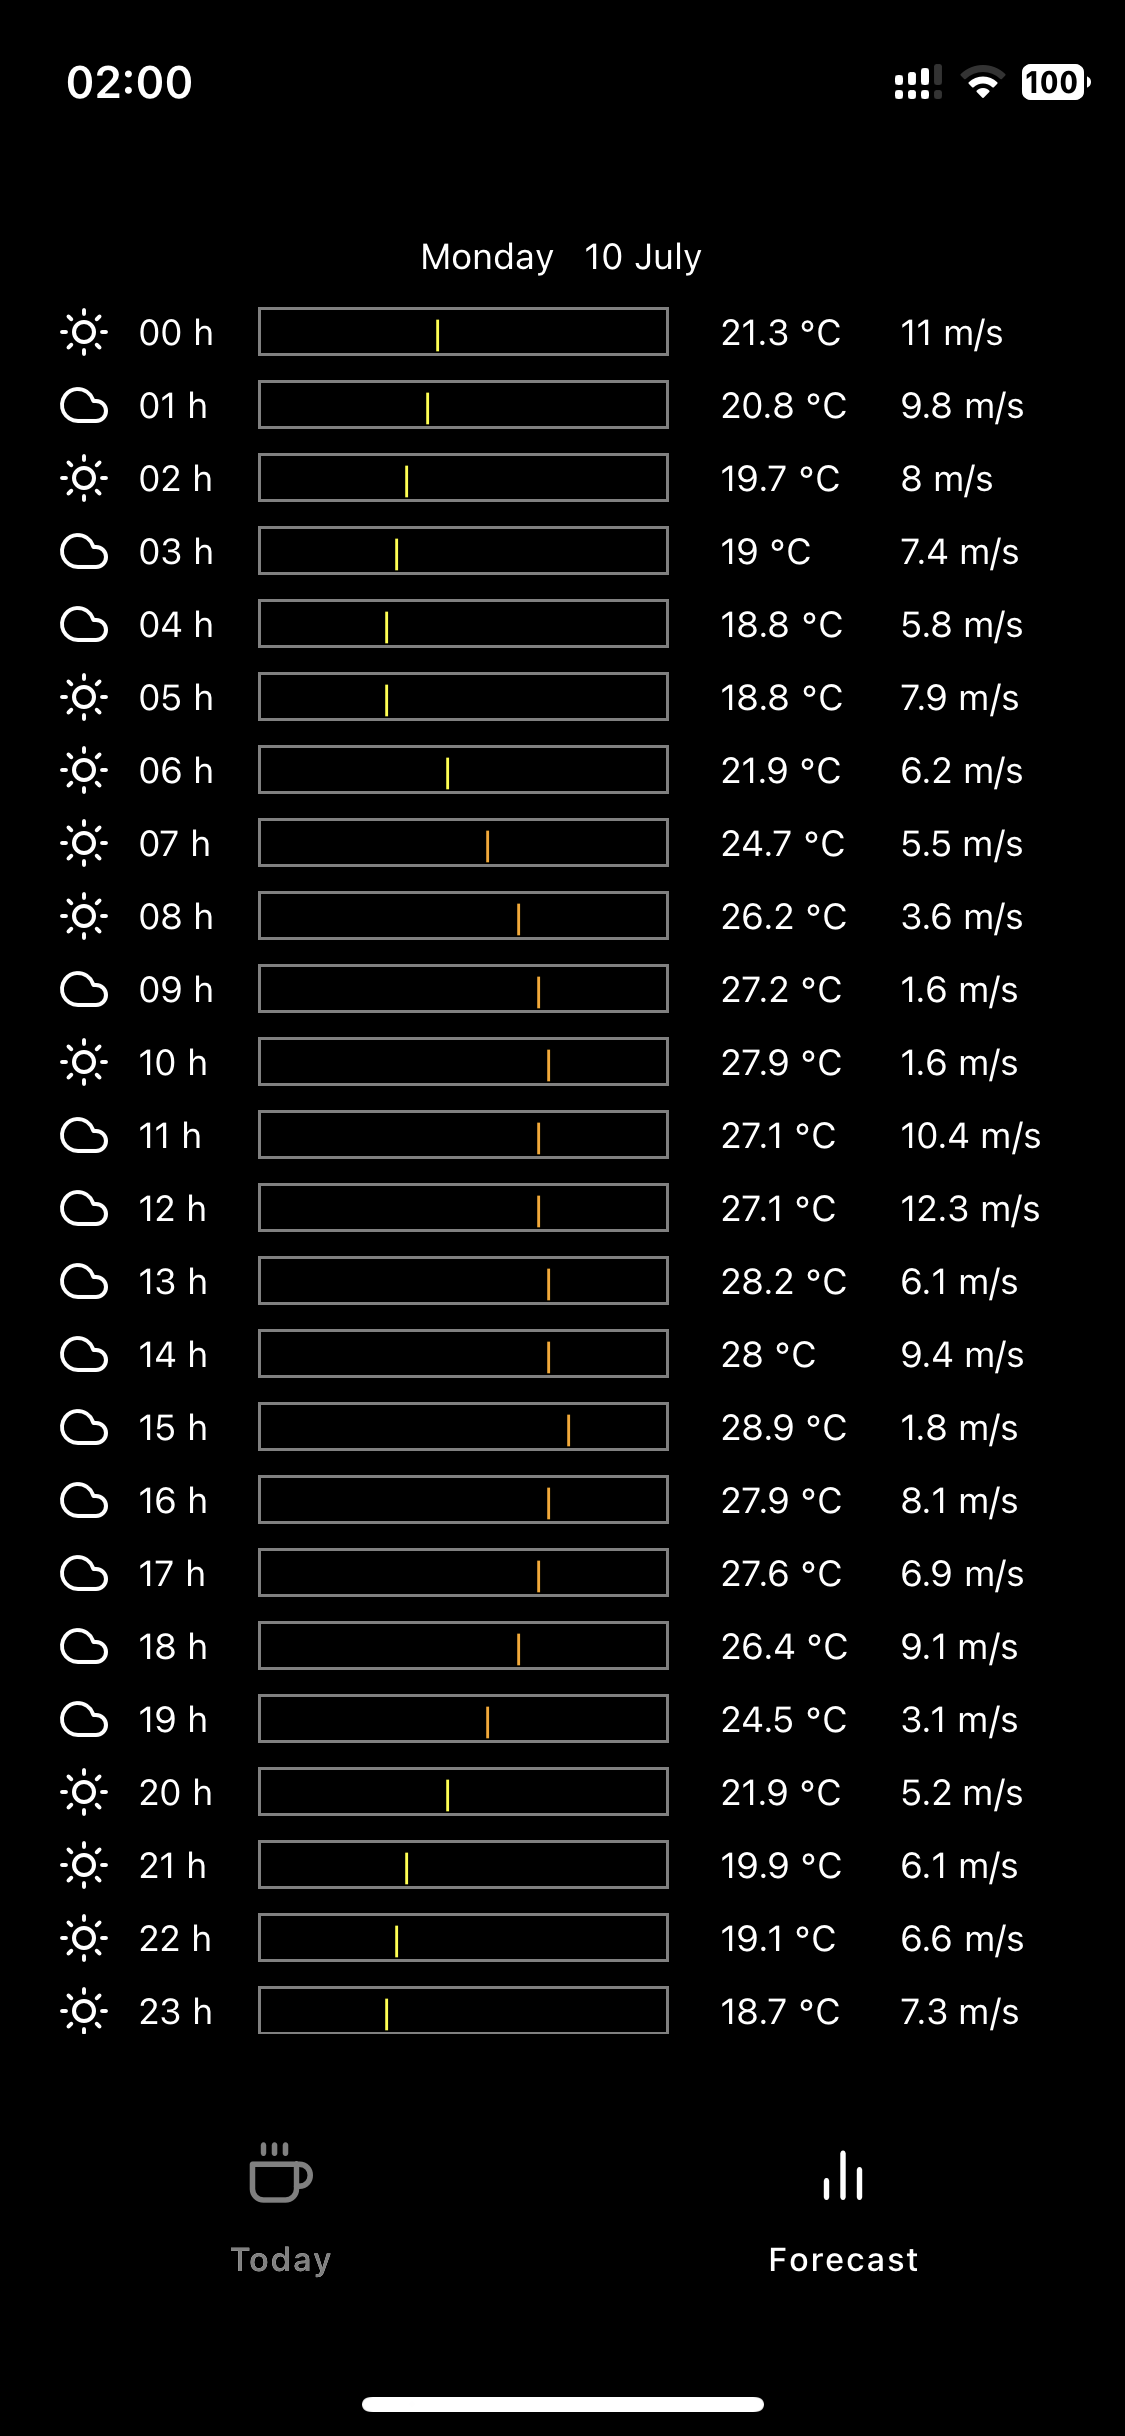 02:00 100
Monday 10 July
00 h 21.3 °C 11 m/s
01 h 20.8 °C 9.8 m/s
02 h 19.7 °C 8 m/s
03 h 19 °C 7.4 m/s
04 h 18.8 °C 5.8 m/s
05 h 18.8 °C 7.9 m/s
06 h 21.9 °C 6.2 m/s
07 h 24.7 °C 5.5 m/s
08 h 26.2 °C 3.6 m/s
09 h 27.2 °C 1.6 m/s
10 h 27.9 °C 1.6 m/s
11 h 27.1 °C 10.4 m/s
12 h 27.1 °C 12.3 m/s
13 h 28.2 °C 6.1 m/s
14 h 28 °C 9.4 m/s
15 h 28.9 °C 1.8 m/s
16 h 27.9 °C 8.1 m/s
17 h 27.6 °C 6.9 m/s
18 h 26.4 °C 9.1 m/s
19 h 24.5 °C 3.1 m/s
20 h 21.9 °C 5.2 m/s
21 h 19.9 °C 6.1 m/s
22 h 19.1 °C 6.6 m/s
23 h 18.7 °C 7.3 m/s
Today Forecast